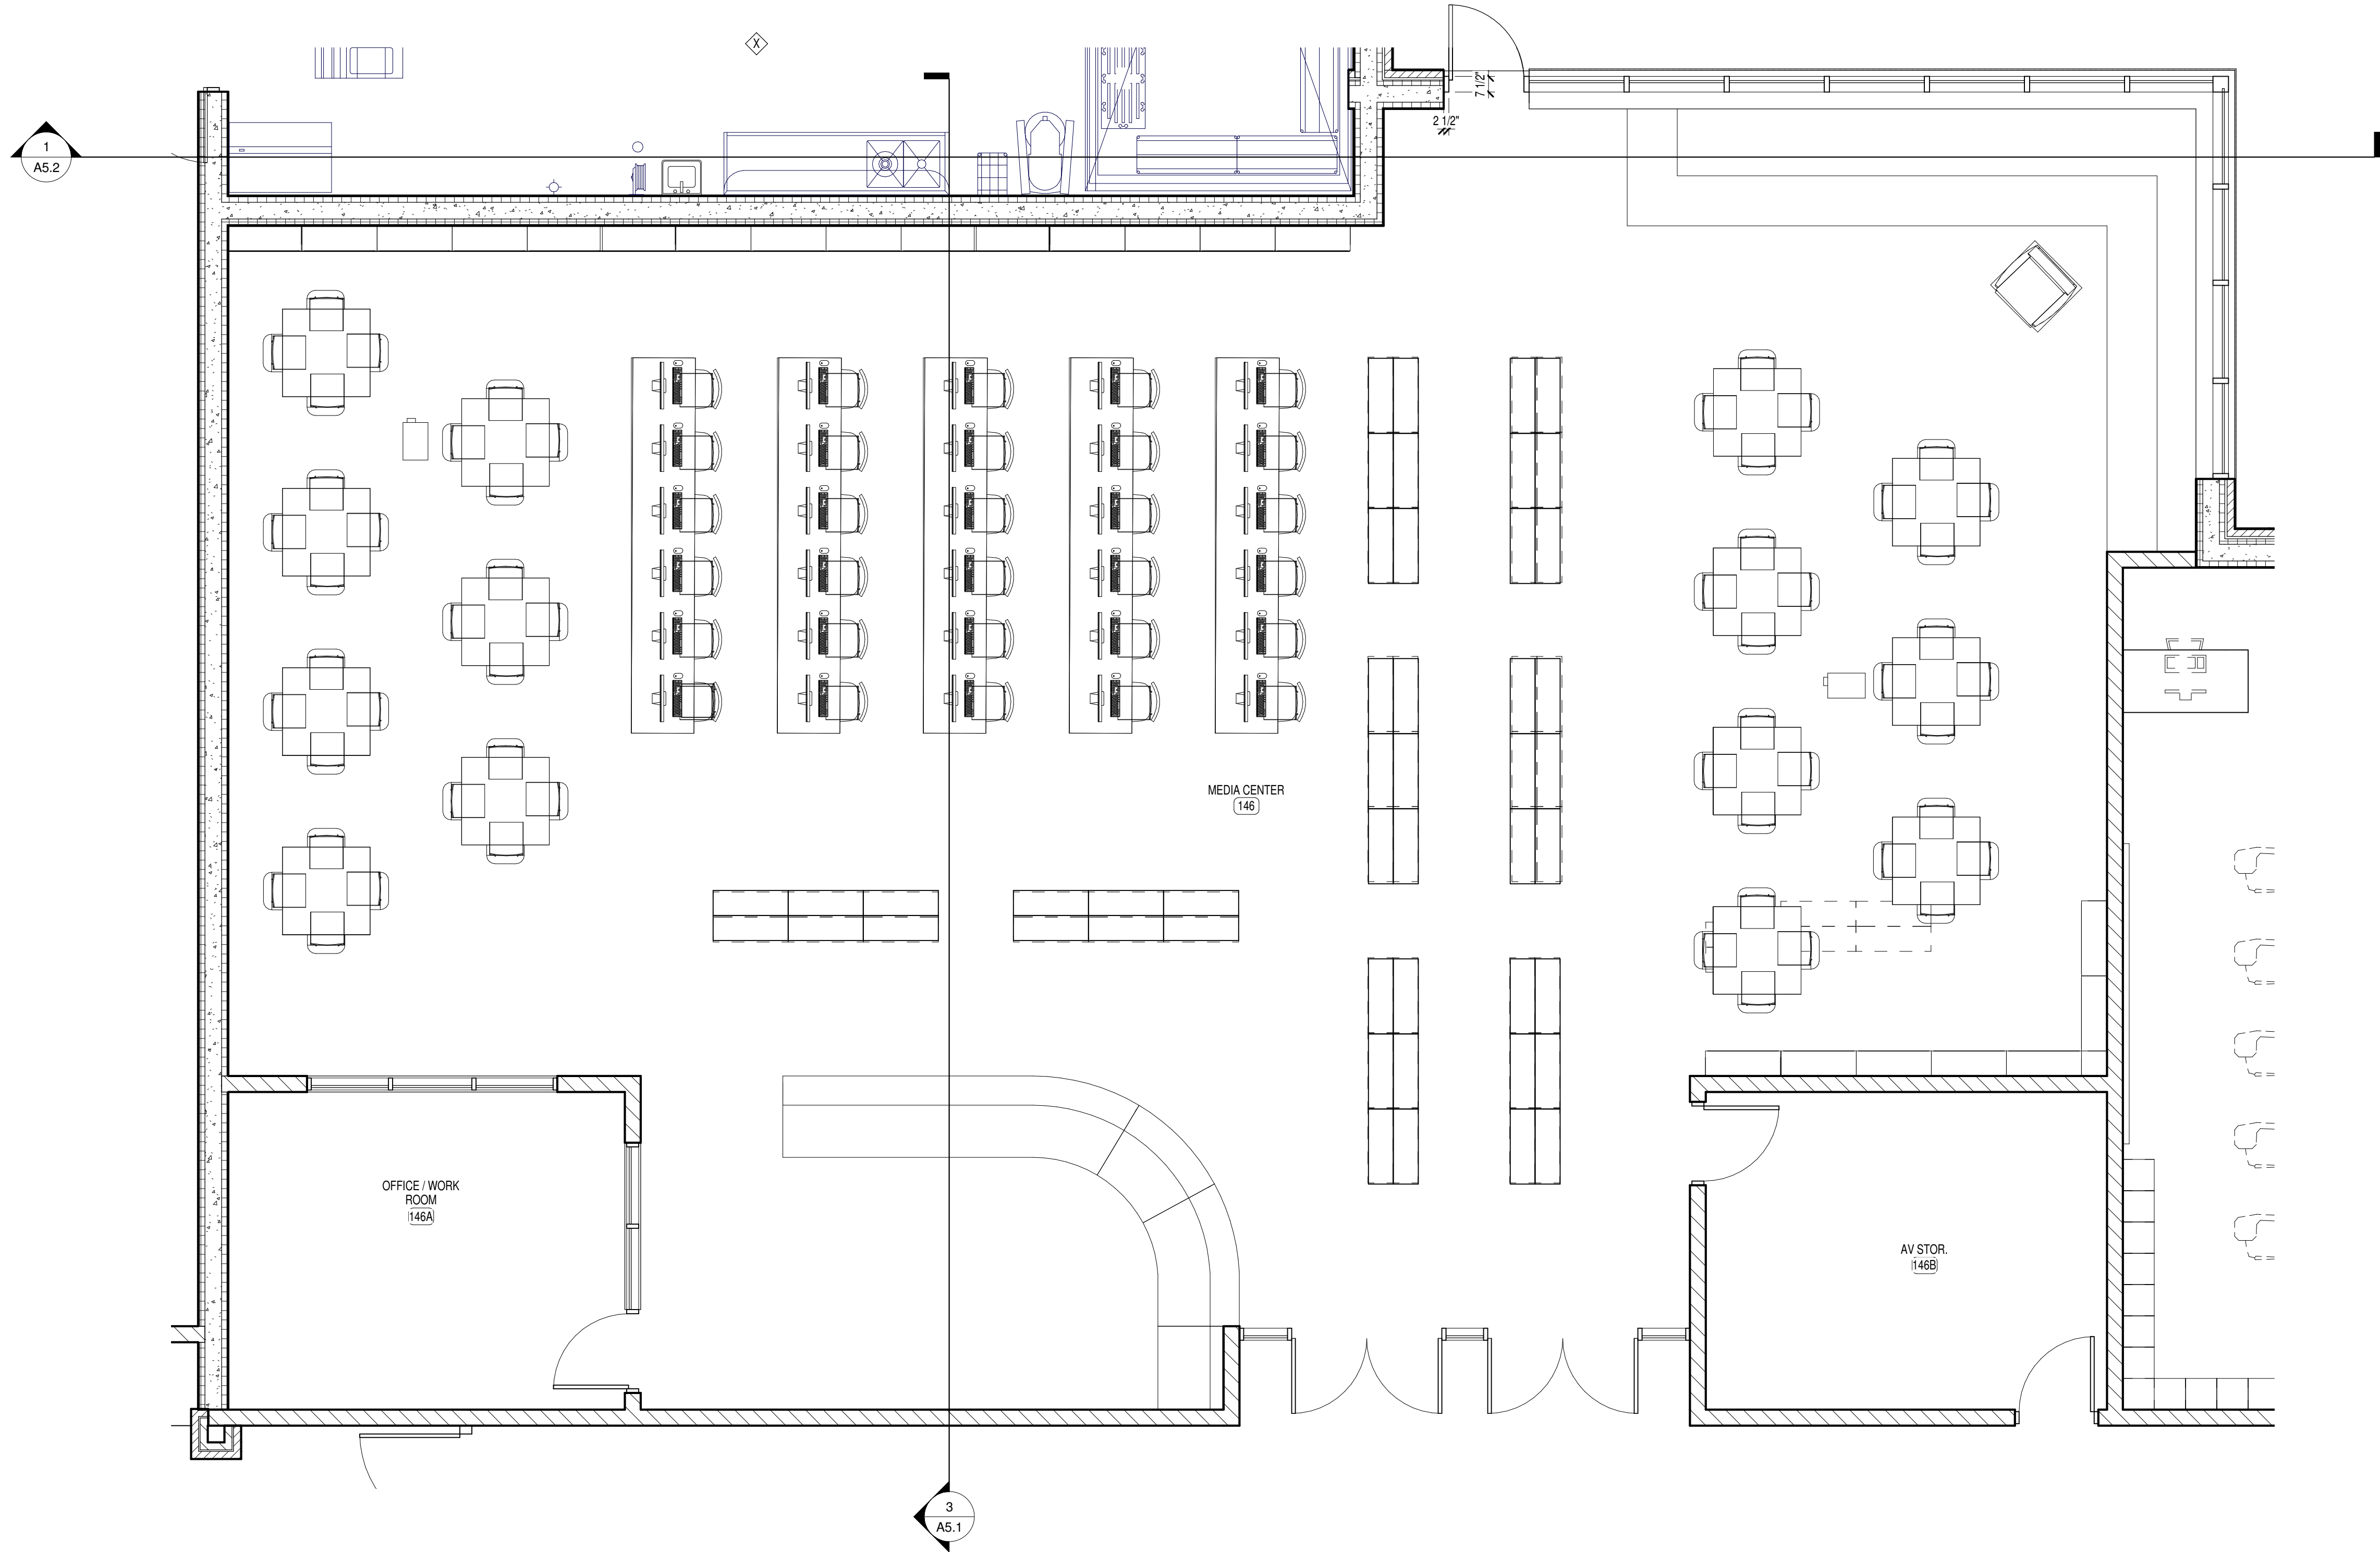 X
7 1/2"
2 1/2"
1
A5.2
MEDIA CENTER
146
OFFICE / WORK
ROOM
146A
AV STOR.
146B
3
A5.1